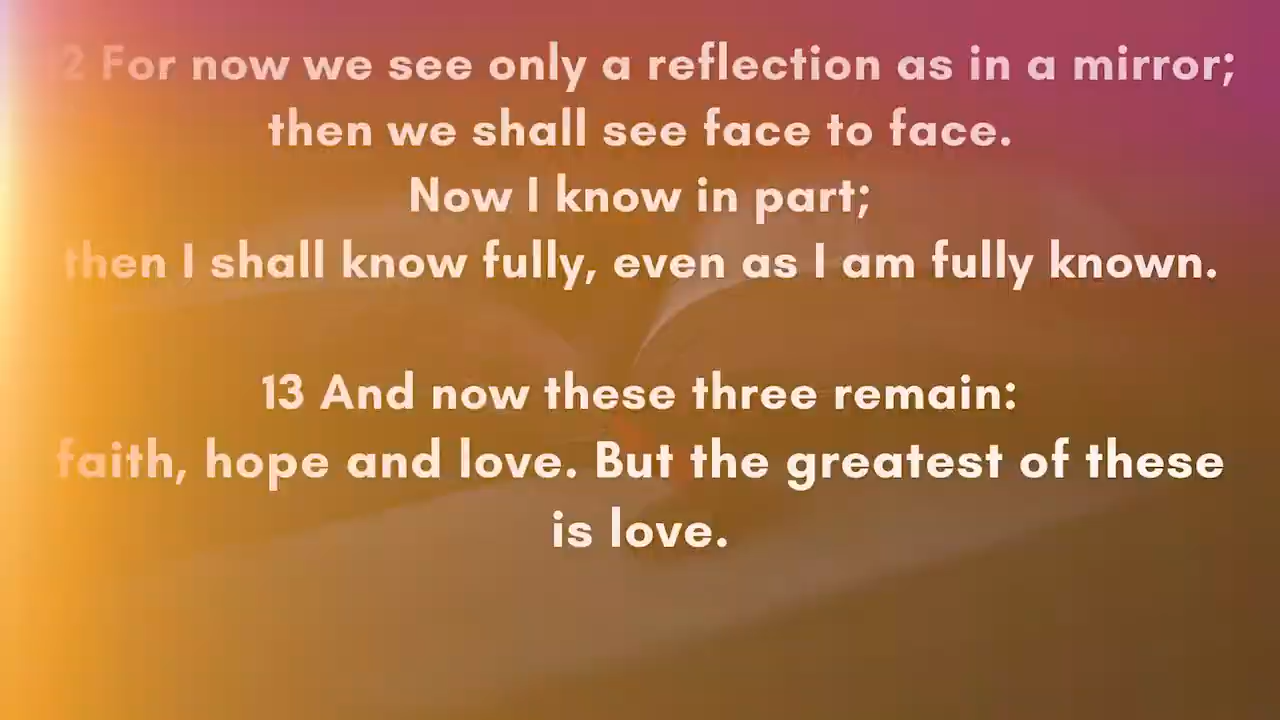 2 For now we see only a reflection as in a mirror;
then we shall see face to face.
Now I know in part;
then I shall know fully, even as I am fully known.
13 And now these three remain:
faith, hope and love. But the greatest of these
is love.